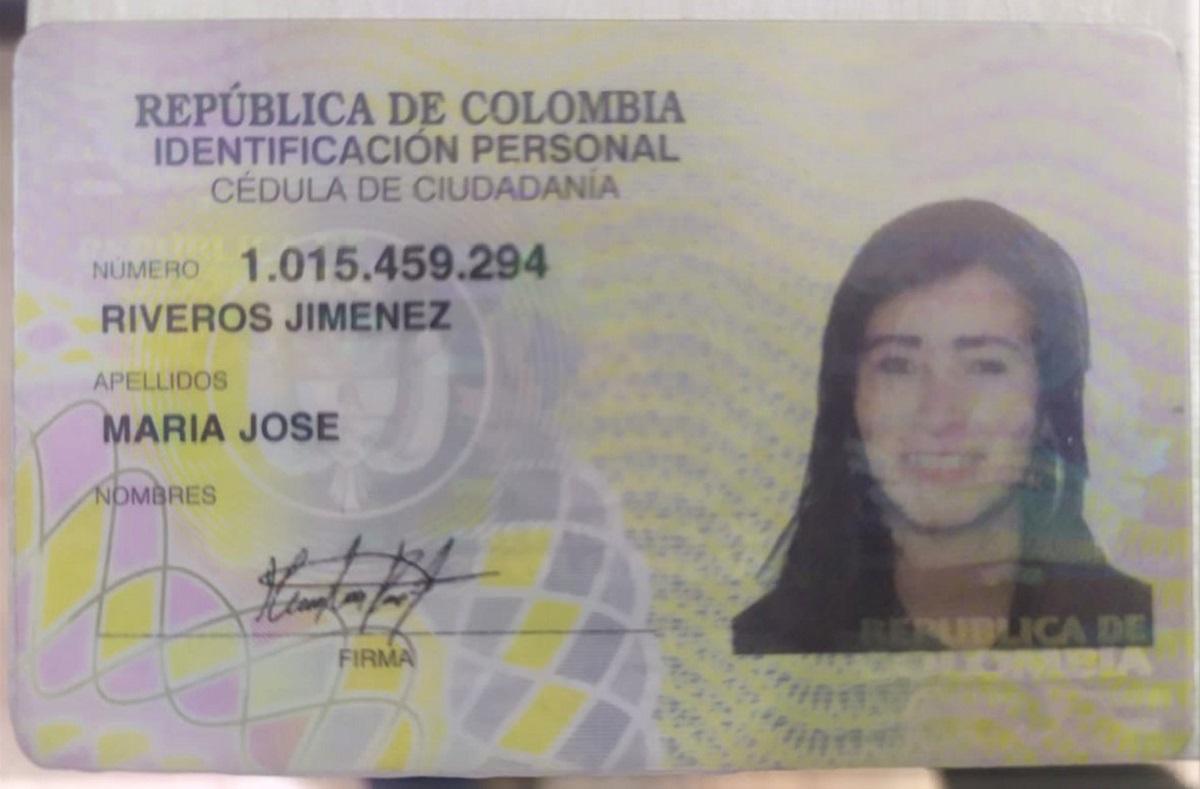 REPÚBLICA DE COLOMBIA
IDENTIFICACIÓN PERSONAL
CÉDULA DE CIUDADANÍA
NÚMERO 1.015.459.294
RIVEROS JIMENEZ
APELLIDOS
MARIA JOSE
NOMBRES
FIRMA
REPUBLICA DE
COLOMBIA